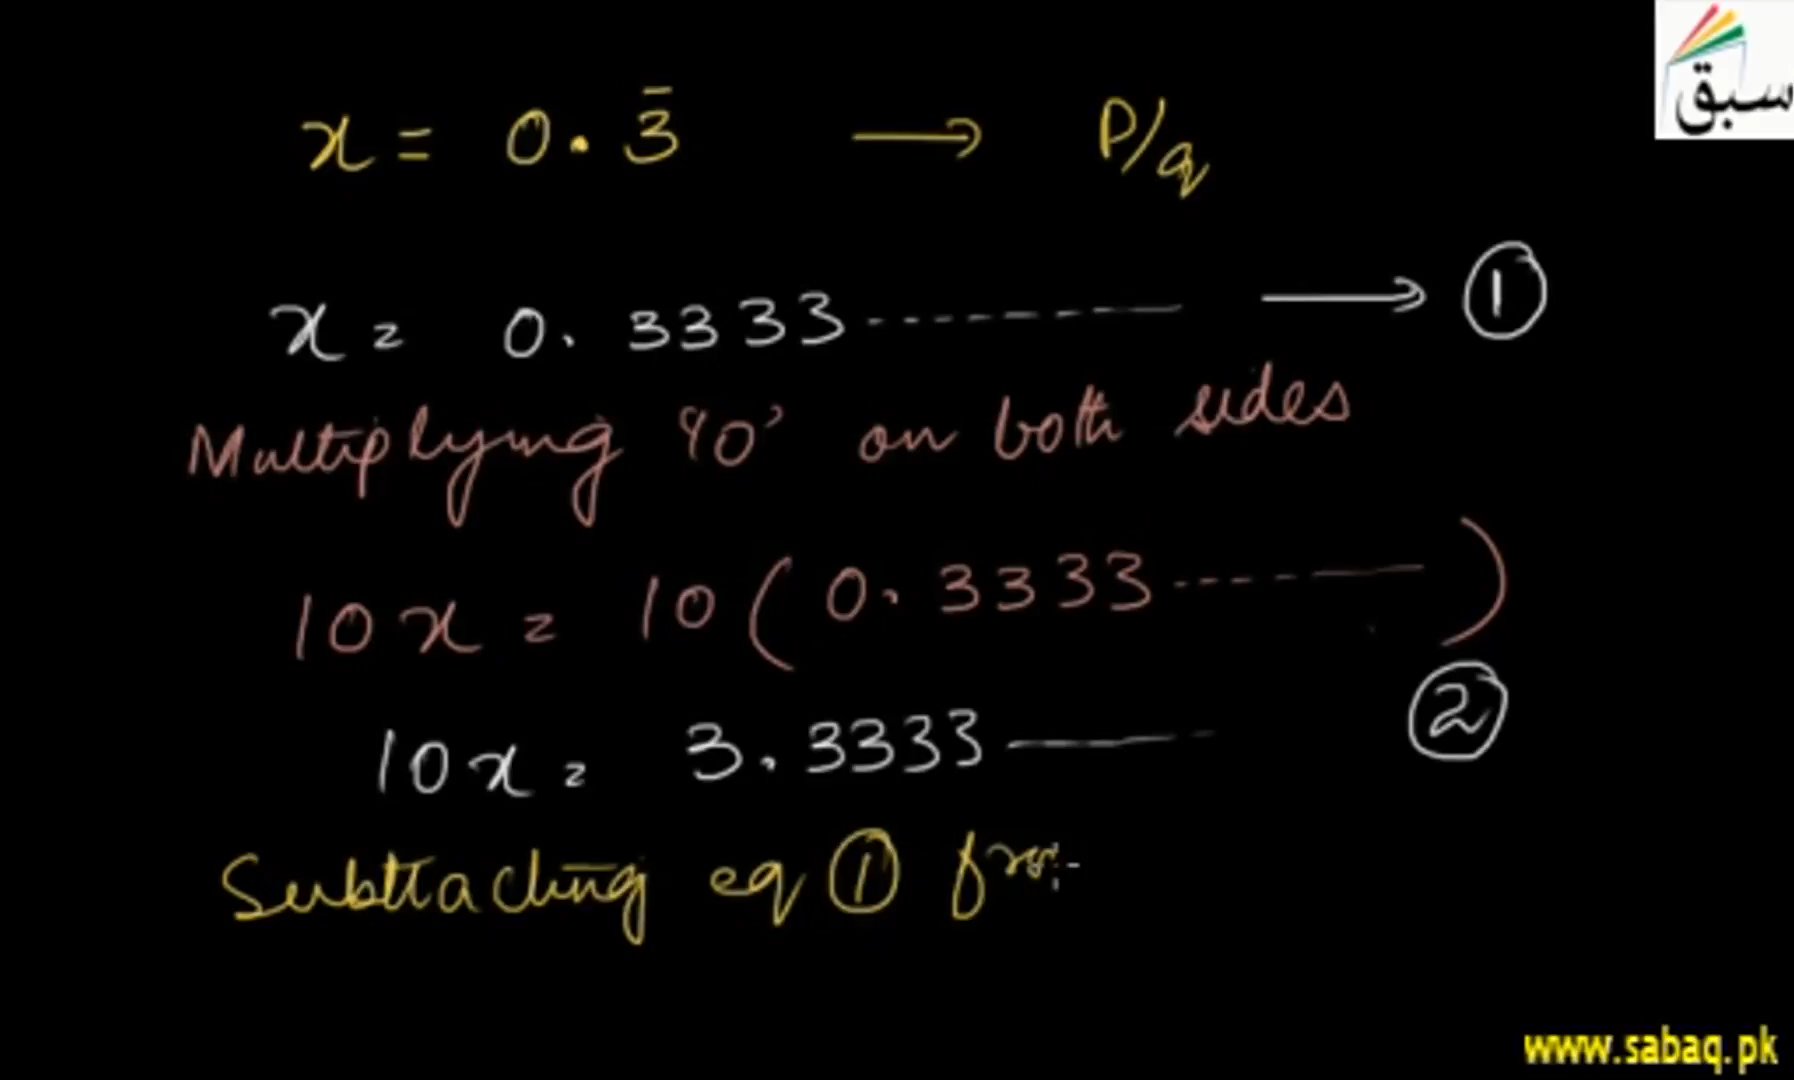 سبق
x = 0.3̄ → P/q
x = 0.3333--------- → ①
Multiplying '10' on both sides
10x = 10(0.3333---------)
10x = 3.3333------ ②
Subtracting eq ① fro
www.sabaq.pk